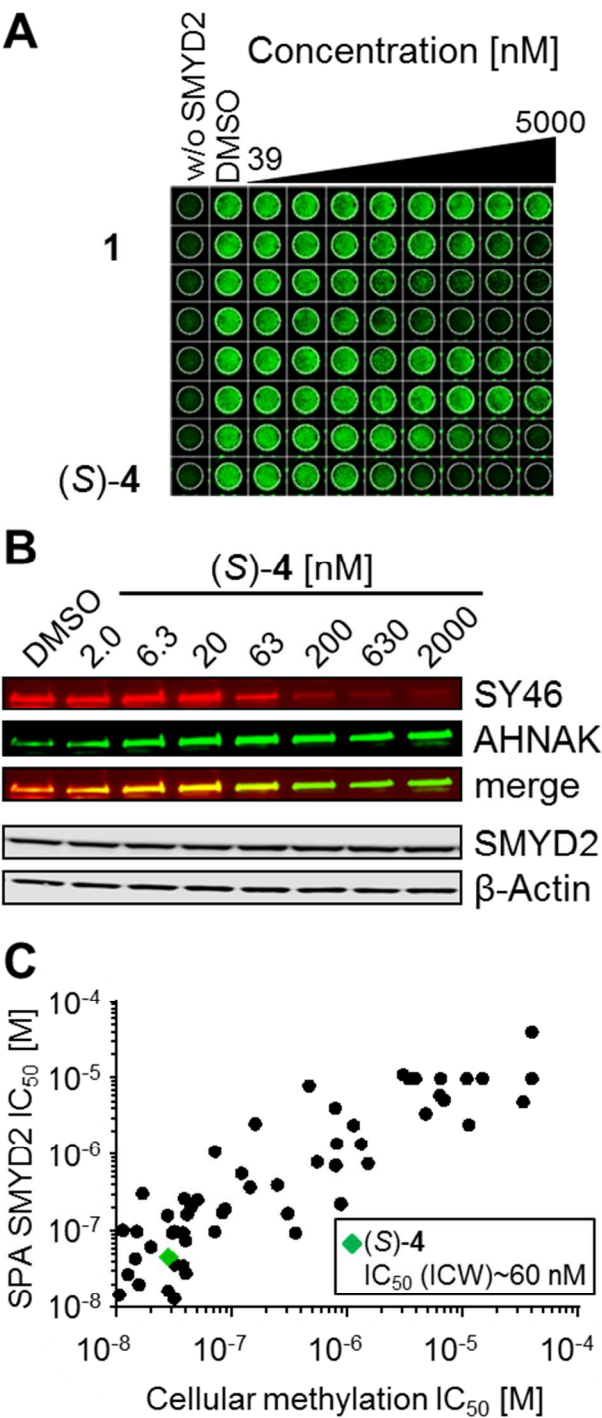 A
w/o SMYD2
DMSO
Concentration [nM]
39
5000
1
(S)-4
B
(S)-4 [nM]
DMSO
2.0
6.3
20
63
200
630
2000
SY46
AHNAK
merge
SMYD2
β-Actin
C
SPA SMYD2 IC50 [M]
10-4
10-5
10-6
10-7
10-8
(S)-4
IC50 (ICW)~60 nM
10-8 10-7 10-6 10-5 10-4
Cellular methylation IC50 [M]